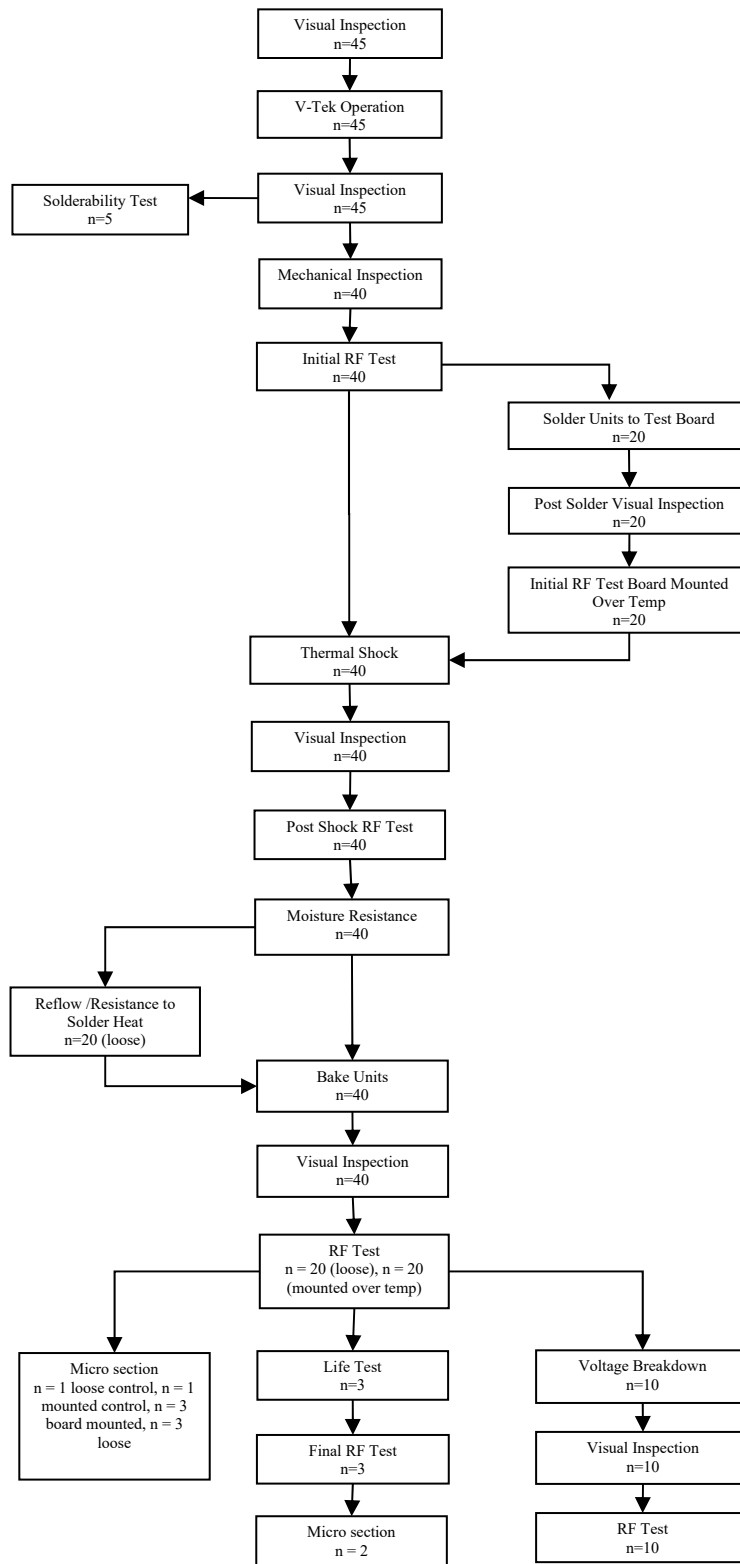 Visual Inspection
n=45
V-Tek Operation
n=45
Solderability Test
n=5
Visual Inspection
n=45
Mechanical Inspection
n=40
Initial RF Test
n=40
Solder Units to Test Board
n=20
Post Solder Visual Inspection
n=20
Initial RF Test Board Mounted
Over Temp
n=20
Thermal Shock
n=40
Visual Inspection
n=40
Post Shock RF Test
n=40
Moisture Resistance
n=40
Reflow /Resistance to
Solder Heat
n=20 (loose)
Bake Units
n=40
Visual Inspection
n=40
RF Test
n = 20 (loose), n = 20
(mounted over temp)
Micro section
n = 1 loose control, n = 1
mounted control, n = 3
board mounted, n = 3
loose
Life Test
n=3
Voltage Breakdown
n=10
Final RF Test
n=3
Visual Inspection
n=10
Micro section
n = 2
RF Test
n=10